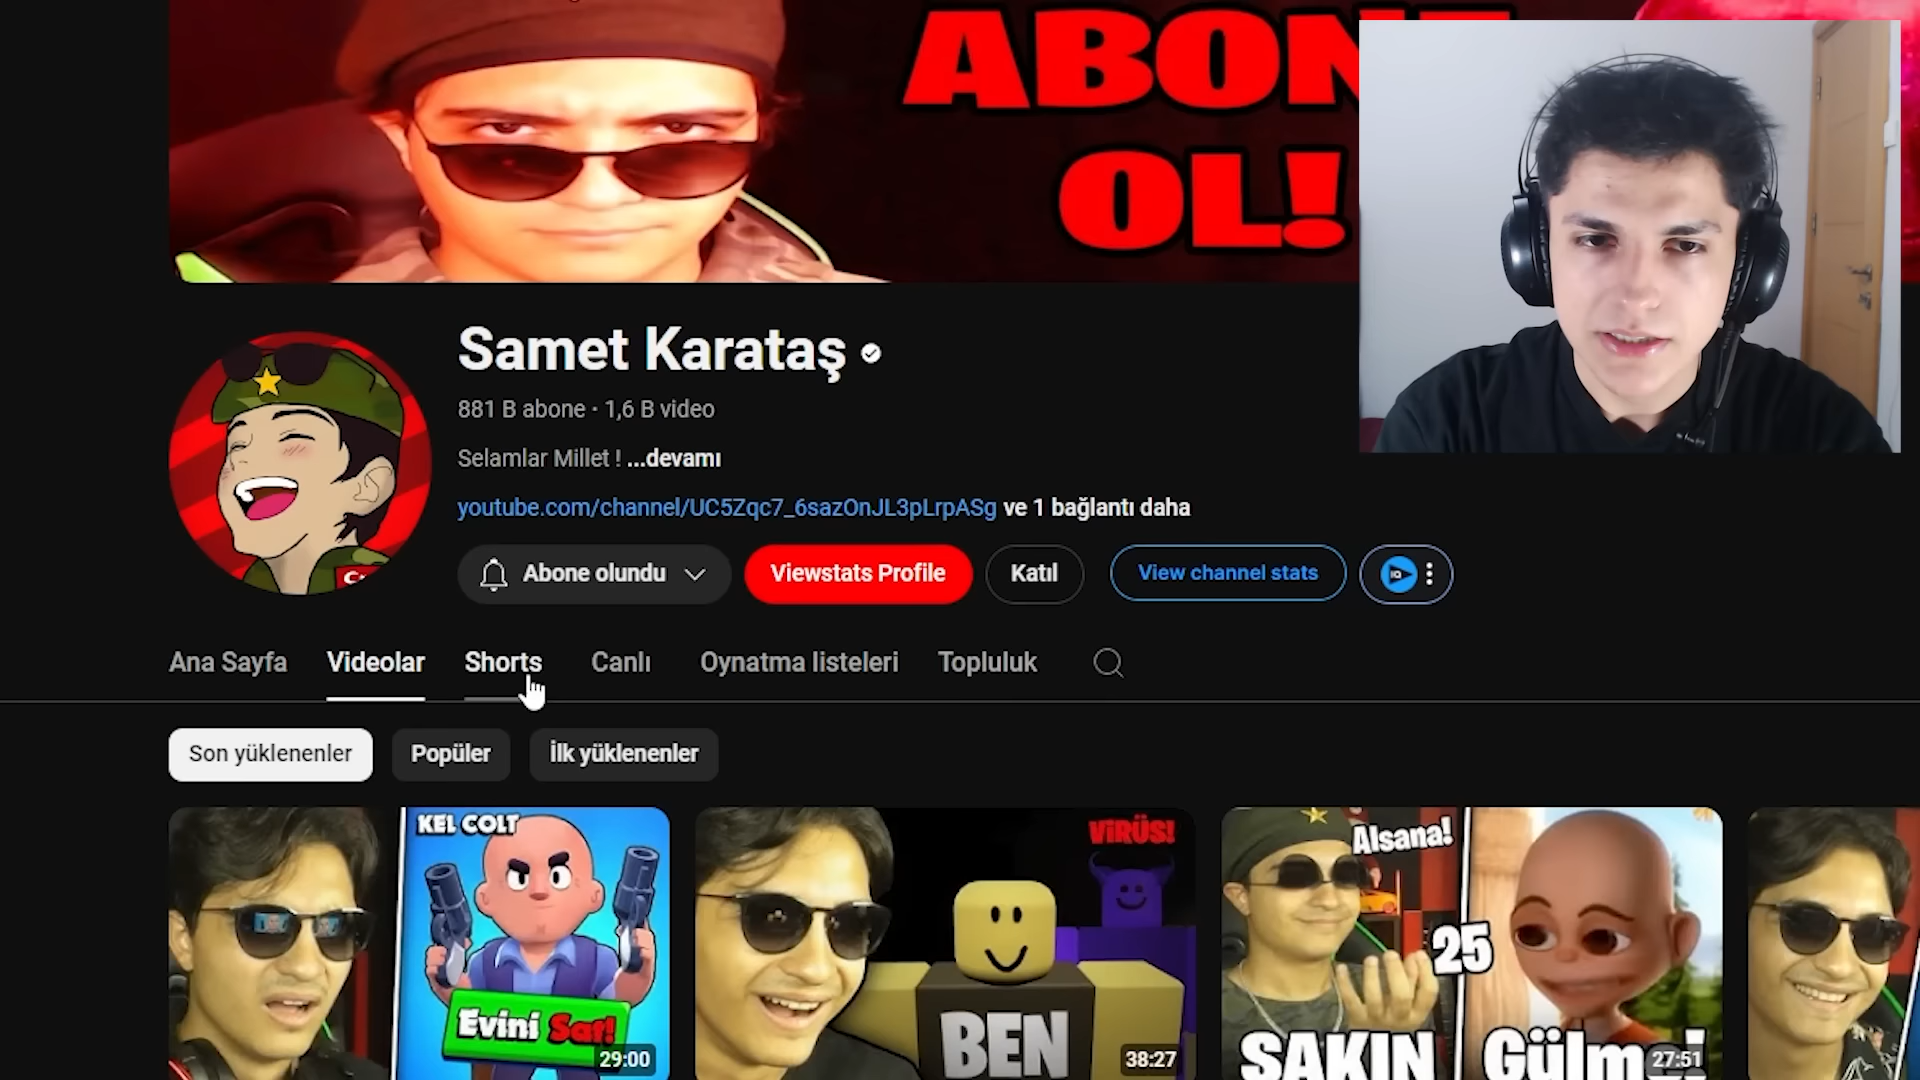 ABON
OL!
Samet Karataş
881 B abone · 1,6 B video
Selamlar Millet ! ...devamı
youtube.com/channel/UC5Zqc7_6sazOnJL3pLrpASg ve 1 bağlantı daha
Abone olundu
Viewstats Profile
Katıl
View channel stats
IQ
Ana Sayfa
Videolar
Shorts
Canlı
Oynatma listeleri
Topluluk
Son yüklenenler
Popüler
İlk yüklenenler
KEL COLT
Evini Sat!
29:00
VİRÜS!
BEN
38:27
Alsana!
25
SAKIN Gülm !
27:51